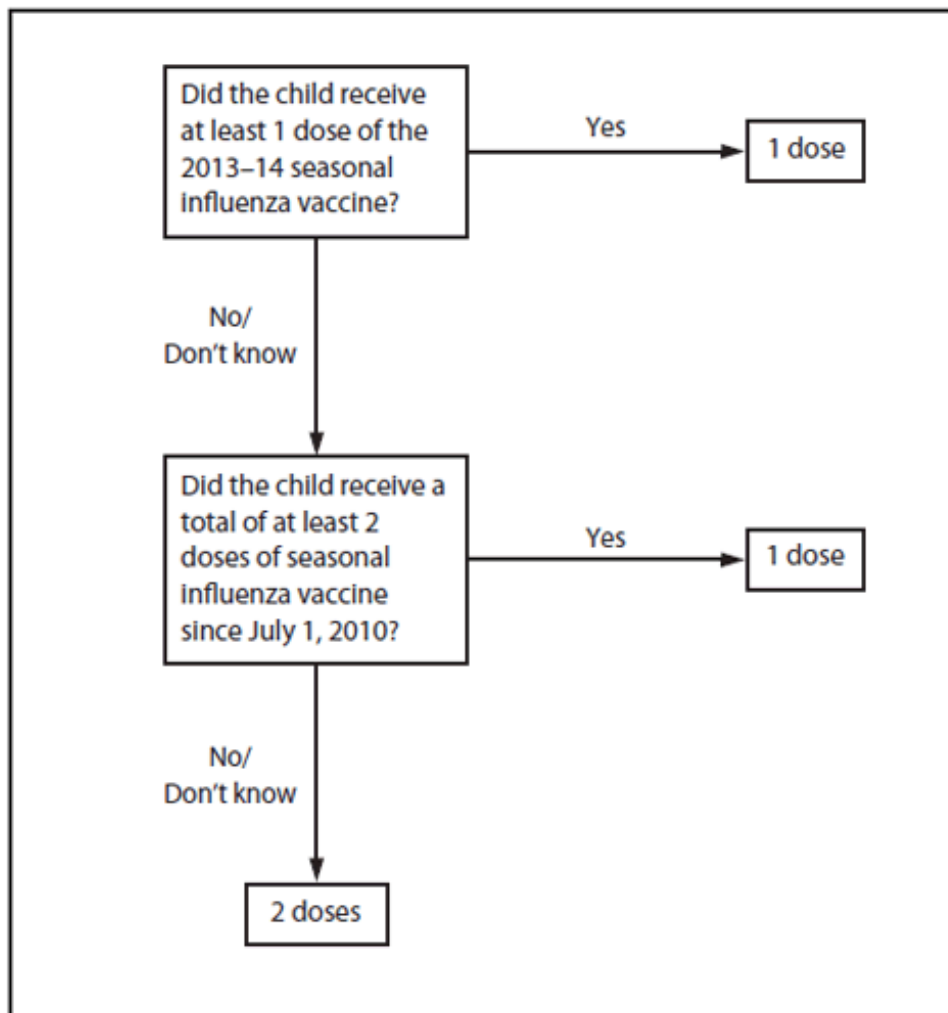 Did the child receive
at least 1 dose of the
2013–14 seasonal
influenza vaccine?
Yes
1 dose
No/
Don’t know
Did the child receive a
total of at least 2
doses of seasonal
influenza vaccine
since July 1, 2010?
Yes
1 dose
No/
Don’t know
2 doses